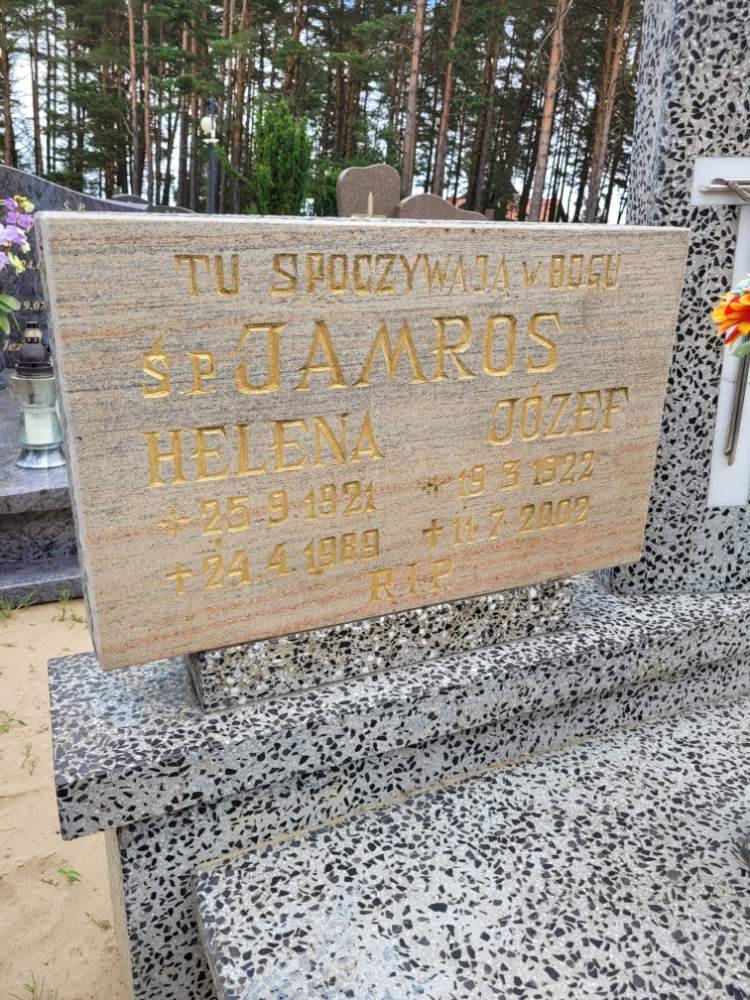 TU SPOCZYWAJĄ W BOGU
ŚP JAMROS
HELENA JÓZEF
* 25.9.1921 * 19 3 1922
+ 24.4 1989 + 11.7.2002
R I P